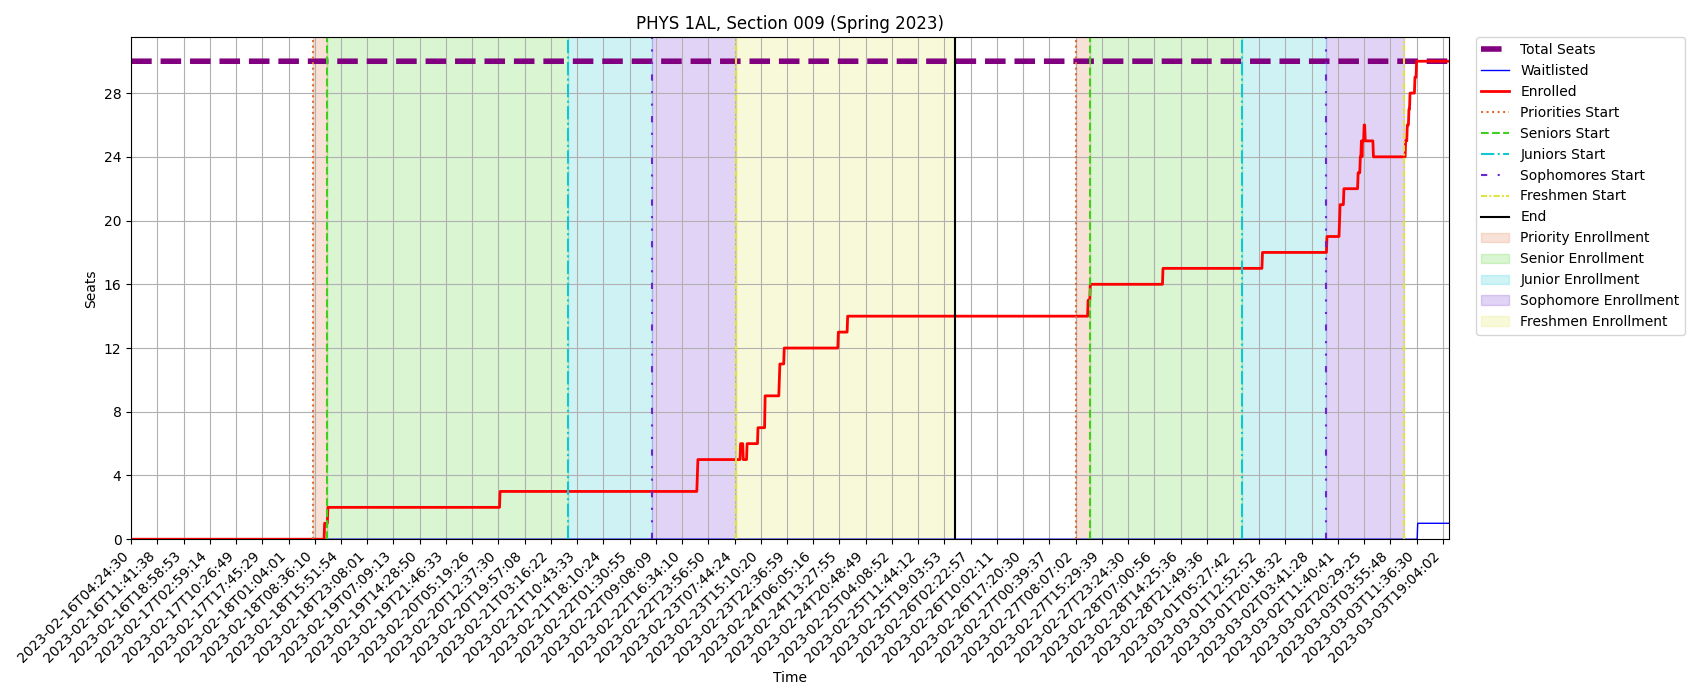 PHYS 1AL, Section 009 (Spring 2023)
Total Seats
Waitlisted
Enrolled
Priorities Start
Seniors Start
Juniors Start
Sophomores Start
Freshmen Start
End
Priority Enrollment
Senior Enrollment
Junior Enrollment
Sophomore Enrollment
Freshmen Enrollment
Seats
28
24
20
16
12
8
4
0
2023-02-16T04:24:30
2023-02-16T11:41:38
2023-02-16T18:58:53
2023-02-17T02:59:14
2023-02-17T10:26:49
2023-02-17T17:45:29
2023-02-18T01:04:01
2023-02-18T08:36:10
2023-02-18T15:51:54
2023-02-18T23:08:01
2023-02-19T07:09:13
2023-02-19T14:28:50
2023-02-19T21:46:33
2023-02-20T05:19:26
2023-02-20T12:37:30
2023-02-20T19:57:08
2023-02-21T03:16:22
2023-02-21T10:43:33
2023-02-21T18:10:24
2023-02-22T01:30:55
2023-02-22T09:08:09
2023-02-22T16:34:10
2023-02-22T23:56:50
2023-02-23T07:44:24
2023-02-23T15:10:20
2023-02-23T22:36:59
2023-02-24T06:05:16
2023-02-24T13:27:55
2023-02-24T20:48:49
2023-02-25T04:08:52
2023-02-25T11:44:12
2023-02-25T19:03:53
2023-02-26T02:22:57
2023-02-26T10:02:11
2023-02-26T17:20:30
2023-02-27T00:39:37
2023-02-27T08:07:02
2023-02-27T15:29:39
2023-02-27T23:24:30
2023-02-28T07:00:56
2023-02-28T14:25:36
2023-02-28T21:49:36
2023-03-01T05:27:42
2023-03-01T12:52:52
2023-03-01T20:18:32
2023-03-02T03:41:28
2023-03-02T11:40:41
2023-03-02T20:29:25
2023-03-03T03:55:48
2023-03-03T11:36:30
2023-03-03T19:04:02
Time